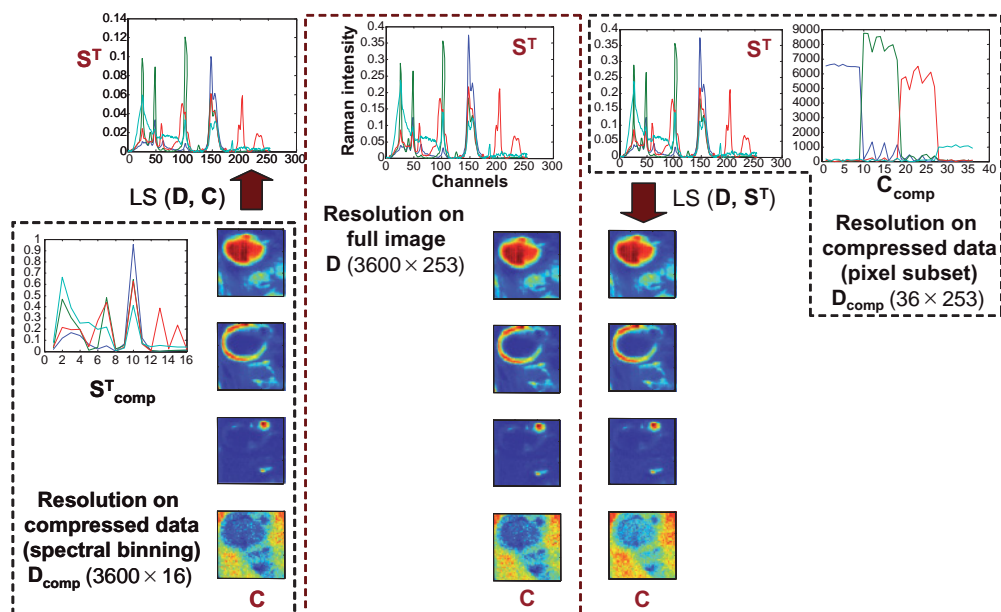 S^T
0.14
0.12
0.1
0.08
0.06
0.04
0.02
0
0 50 100 150 200 250 300
LS (D, C)
1
0.9
0.8
0.7
0.6
0.5
0.4
0.3
0.2
0.1
0
2 4 6 8 10 12 14 16
S^T_comp
Resolution on
compressed data
(spectral binning)
D_comp (3600 × 16)
C
Raman intensity
0.4
0.35
0.3
0.25
0.2
0.15
0.1
0.05
0
S^T
0 50 100 150 200 250 300
Channels
Resolution on
full image
D (3600 × 253)
C
0.4
0.35
0.3
0.25
0.2
0.15
0.1
0.05
0
S^T
0 50 100 150 200 250 300
LS (D, S^T)
C
9000
8000
7000
6000
5000
4000
3000
2000
1000
0
0 5 10 15 20 25 30 35 40
C_comp
Resolution on
compressed data
(pixel subset)
D_comp (36 × 253)